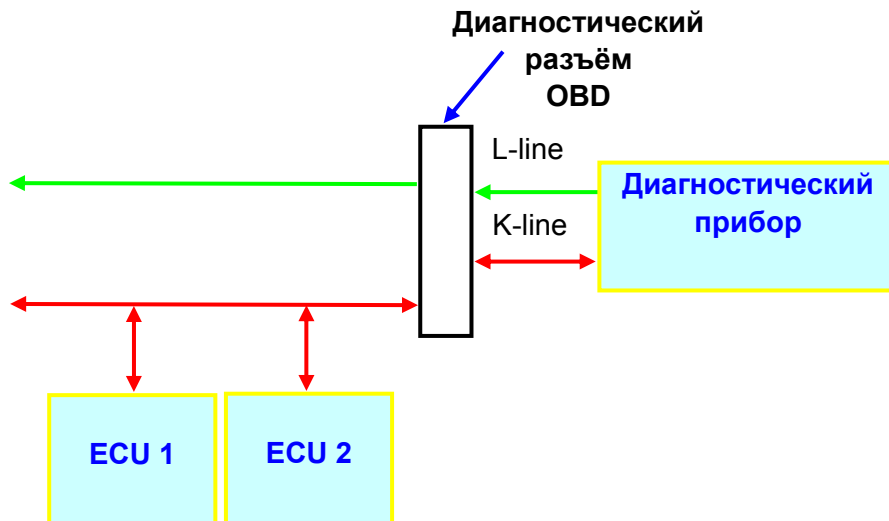 Диагностический
разъём
OBD
L-line
Диагностический
прибор
K-line
ECU 1
ECU 2